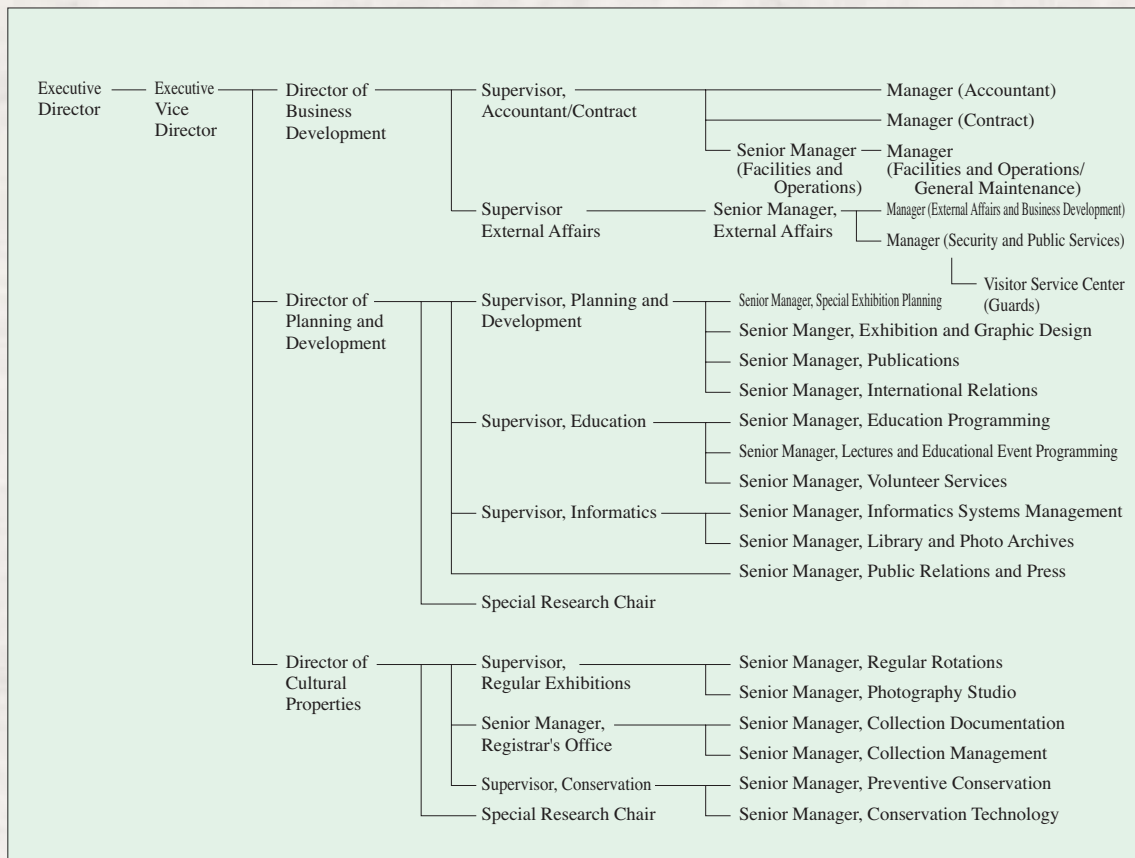 Executive
Director
Executive
Vice
Director
Director of
Business
Development
Supervisor,
Accountant/Contract
Manager (Accountant)
Manager (Contract)
Senior Manager
(Facilities and
Operations)
Manager
(Facilities and Operations/
General Maintenance)
Supervisor
External Affairs
Senior Manager,
External Affairs
Manager (External Affairs and Business Development)
Manager (Security and Public Services)
Visitor Service Center
(Guards)
Director of
Planning and
Development
Supervisor, Planning and
Development
Senior Manager, Special Exhibition Planning
Senior Manger, Exhibition and Graphic Design
Senior Manager, Publications
Senior Manager, International Relations
Supervisor, Education
Senior Manager, Education Programming
Senior Manager, Lectures and Educational Event Programming
Senior Manager, Volunteer Services
Supervisor, Informatics
Senior Manager, Informatics Systems Management
Senior Manager, Library and Photo Archives
Senior Manager, Public Relations and Press
Special Research Chair
Director of
Cultural
Properties
Supervisor,
Regular Exhibitions
Senior Manager, Regular Rotations
Senior Manager, Photography Studio
Senior Manager,
Registrar's Office
Senior Manager, Collection Documentation
Senior Manager, Collection Management
Supervisor, Conservation
Senior Manager, Preventive Conservation
Senior Manager, Conservation Technology
Special Research Chair